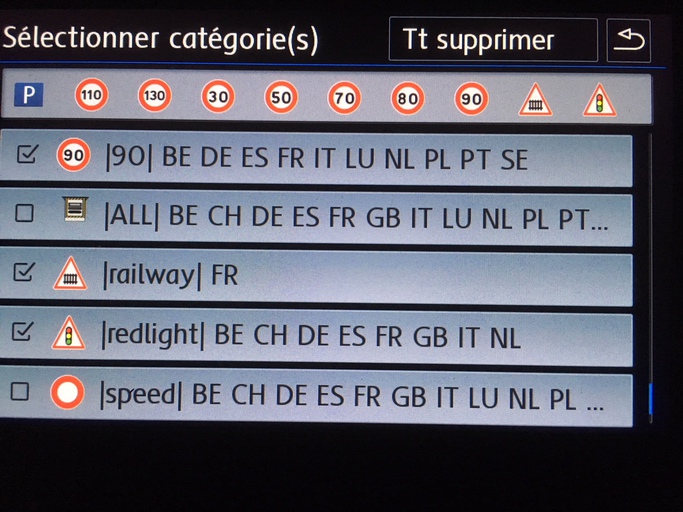 Sélectionner catégorie(s) Tt supprimer
P 110 130 30 50 70 80 90
90 |90| BE DE ES FR IT LU NL PL PT SE
|ALL| BE CH DE ES FR GB IT LU NL PL PT...
|railway| FR
|redlight| BE CH DE ES FR GB IT NL
|speed| BE CH DE ES FR GB IT LU NL PL ...